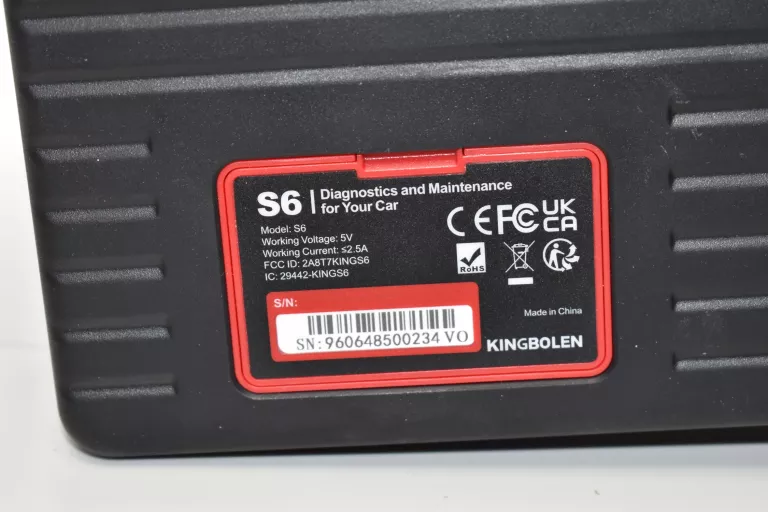 S6 | Diagnostics and Maintenance
for Your Car
Model: S6
Working Voltage: 5V
Working Current: ≤2.5A
FCC ID: 2A8T7KINGS6
IC: 29442-KINGS6
CE FC UK
CA
RoHS
S/N:
SN:960648500234 VO
Made in China
KINGBOLEN